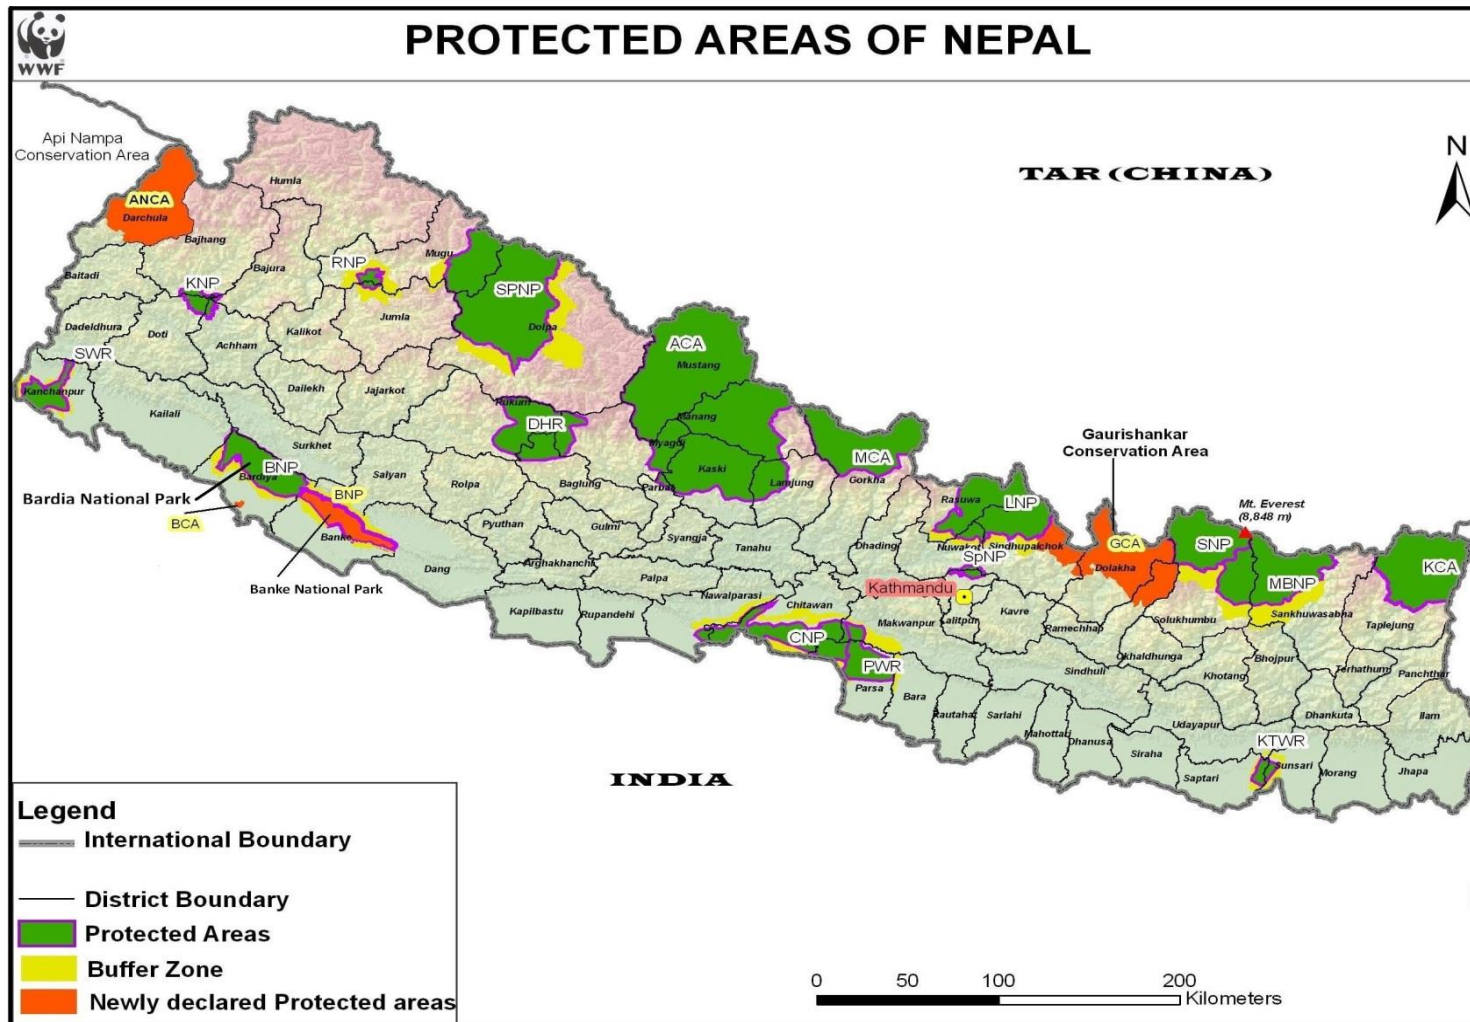 WWF
PROTECTED AREAS OF NEPAL
Api Nampa
Conservation Area
TAR (CHINA)
N
ANCA
Darchula
Humla
Bajhang
Bajura
Mugu
RNP
KNP
Baitadi
SPNP
Dolpa
Jumla
Dadeldhura
Doti
Kalikot
Achham
SWR
Kanchanpur
Dailekh
Jajarkot
Kailali
ACA
Mustang
Manang
Myagdi
Kaski
Lamjung
Parbat
Rukum
DHR
MCA
Gorkha
Gaurishankar
Conservation Area
Mt. Everest
(8,848 m)
Surkhet
Salyan
Rolpa
Baglung
BNP
Bardiya
Bardia National Park
BNP
BCA
Banke
Banke National Park
Pyuthan
Gulmi
Syangja
Tanahu
Dhading
Rasuwa
LNP
Nuwakot
Sindhupalchok
GCA
Dolakha
SNP
MBNP
KCA
SpNP
Kathmandu
Dang
Arghakhanchi
Palpa
Nawalparasi
Kapilbastu
Rupandehi
Chitawan
CNP
PWR
Parsa
Makwanpur
Lalitpur
Kavre
Ramechhap
Solukhumbu
Sankhuwasabha
Taplejung
Okhaldhunga
Bhojpur
Khotang
Terhathum
Panchthar
Sindhuli
Bara
Rautahat
Sarlahi
Mahottari
Dhanusa
Siraha
Udayapur
Dhankuta
Ilam
KTWR
Saptari
Sunsari
Morang
Jhapa
INDIA
Legend
International Boundary
District Boundary
Protected Areas
Buffer Zone
Newly declared Protected areas
0 50 100 200
Kilometers